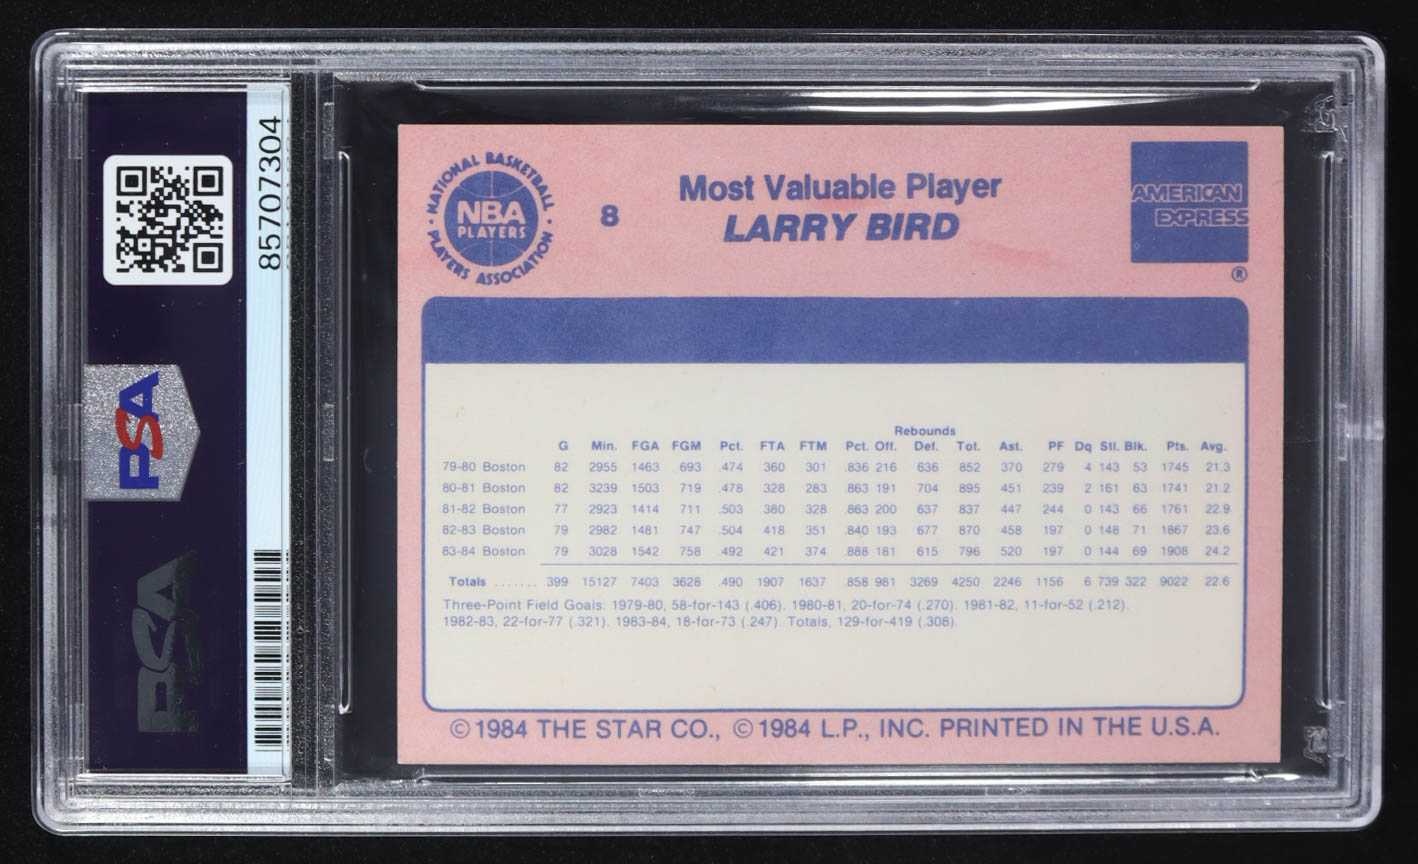 85707304
PSA
PSA
NATIONAL BASKETBALL
NBA
PLAYERS
PLAYERS ASSOCIATION
8
Most Valuable Player
LARRY BIRD
AMERICAN
EXPRESS
®
Rebounds
G Min. FGA FGM Pct. FTA FTM Pct. Off. Def. Tot. Ast. PF Dq Stl. Blk. Pts. Avg.
79-80 Boston 82 2955 1463 693 .474 360 301 .836 216 636 852 370 279 4 143 53 1745 21.3
80-81 Boston 82 3239 1503 719 .478 328 283 .863 191 704 895 451 239 2 161 63 1741 21.2
81-82 Boston 77 2923 1414 711 .503 380 328 .863 200 637 837 447 244 0 143 66 1761 22.9
82-83 Boston 79 2982 1481 747 .504 418 351 .840 193 677 870 458 197 0 148 71 1867 23.6
83-84 Boston 79 3028 1542 758 .492 421 374 .888 181 615 796 520 197 0 144 69 1908 24.2
Totals ....... 399 15127 7403 3628 .490 1907 1637 .858 981 3269 4250 2246 1156 6 739 322 9022 22.6
Three-Point Field Goals: 1979-80, 58-for-143 (.406). 1980-81, 20-for-74 (.270). 1981-82, 11-for-52 (.212).
1982-83, 22-for-77 (.321). 1983-84, 18-for-73 (.247). Totals, 129-for-419 (.308).
© 1984 THE STAR CO., © 1984 L.P., INC. PRINTED IN THE U.S.A.